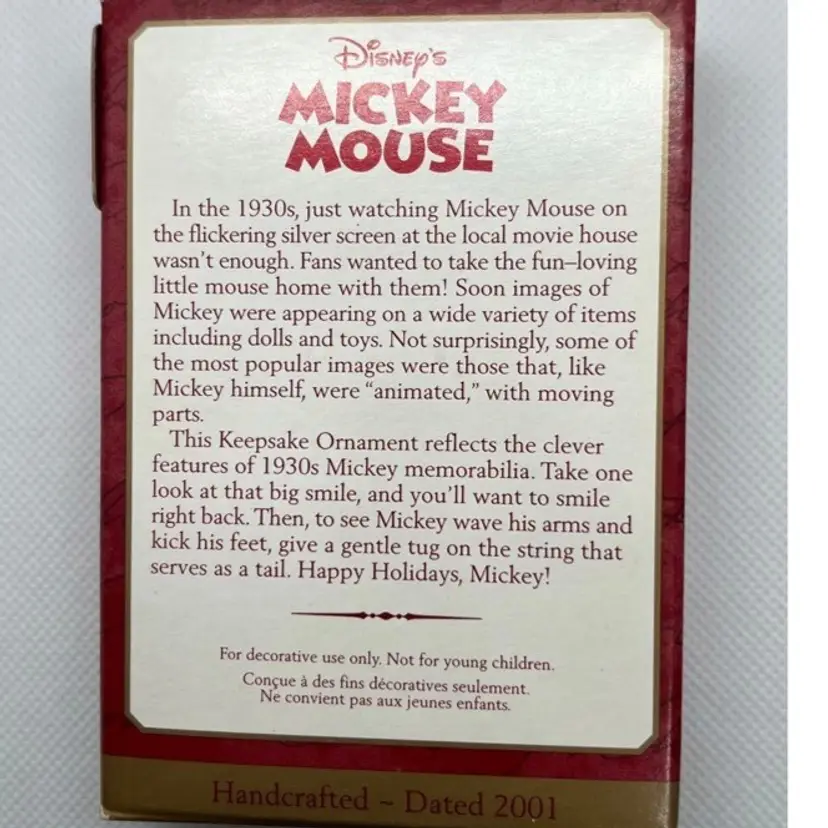 Disney's
MICKEY
MOUSE
In the 1930s, just watching Mickey Mouse on
the flickering silver screen at the local movie house
wasn't enough. Fans wanted to take the fun–loving
little mouse home with them! Soon images of
Mickey were appearing on a wide variety of items
including dolls and toys. Not surprisingly, some of
the most popular images were those that, like
Mickey himself, were “animated,” with moving
parts.
This Keepsake Ornament reflects the clever
features of 1930s Mickey memorabilia. Take one
look at that big smile, and you'll want to smile
right back. Then, to see Mickey wave his arms and
kick his feet, give a gentle tug on the string that
serves as a tail. Happy Holidays, Mickey!
For decorative use only. Not for young children.
Conçue à des fins décoratives seulement.
Ne convient pas aux jeunes enfants.
Handcrafted ~ Dated 2001